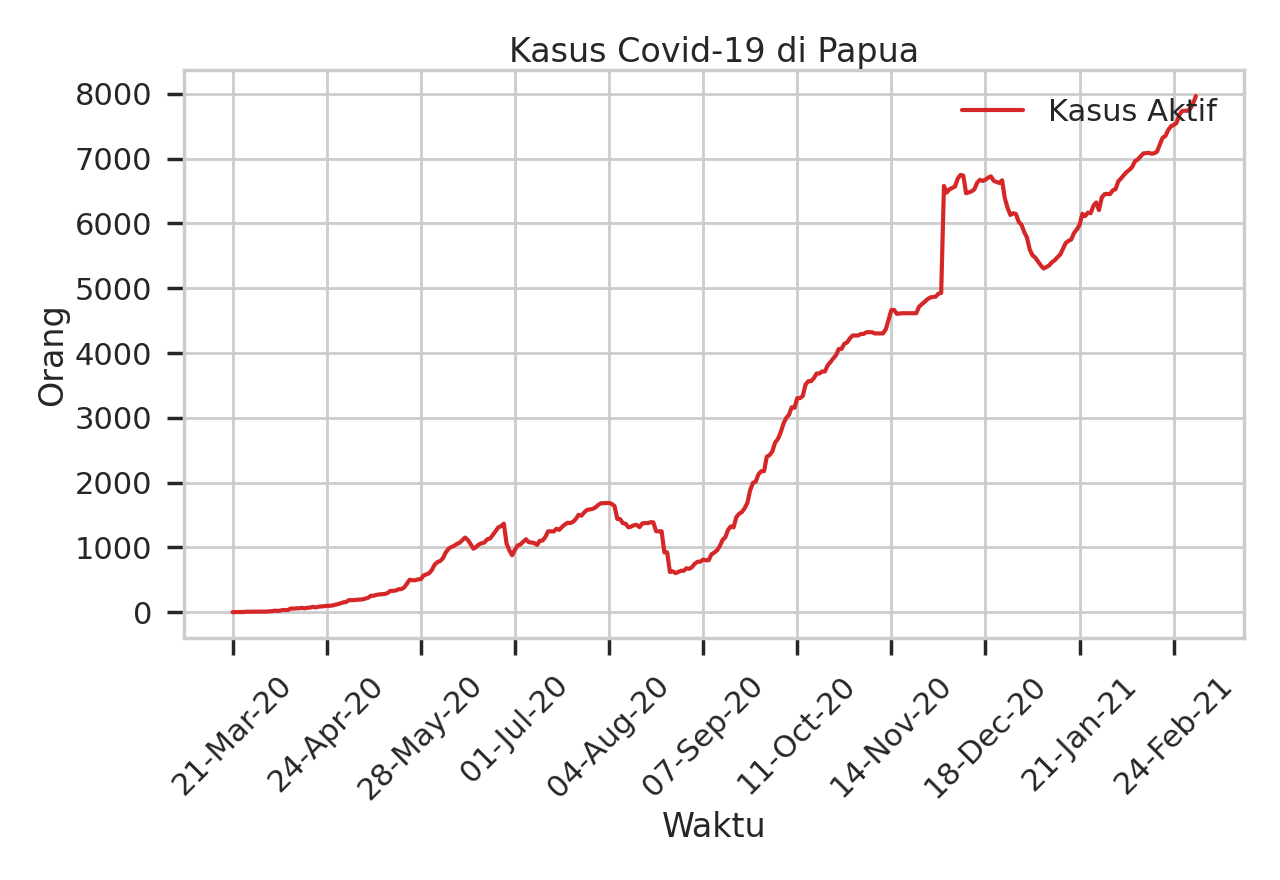 Kasus Covid-19 di Papua
Kasus Aktif
Orang
8000
7000
6000
5000
4000
3000
2000
1000
0
21-Mar-20
24-Apr-20
28-May-20
01-Jul-20
04-Aug-20
07-Sep-20
11-Oct-20
14-Nov-20
18-Dec-20
21-Jan-21
24-Feb-21
Waktu